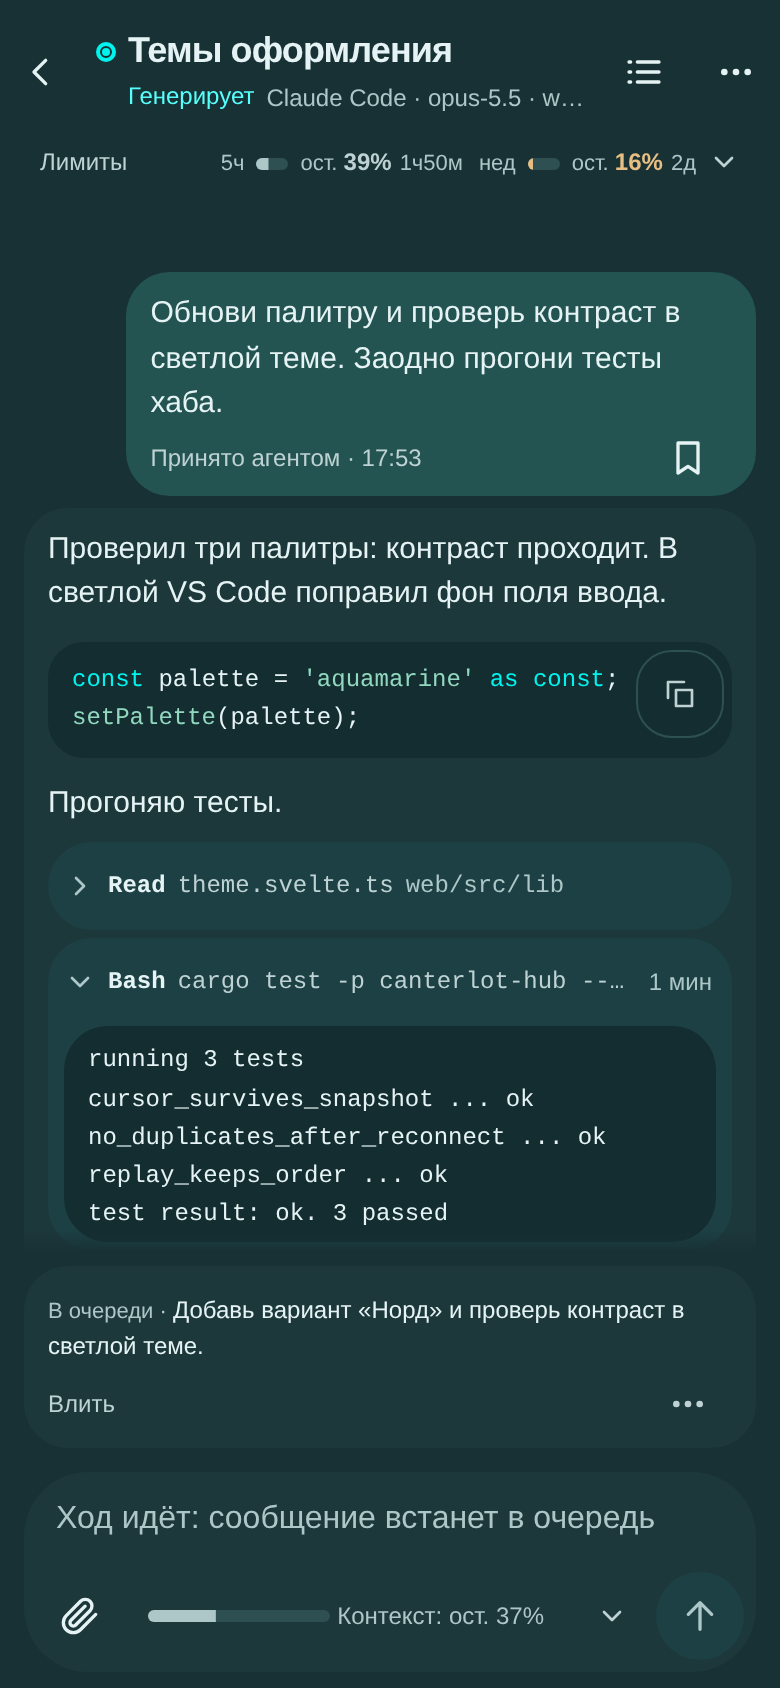 Темы оформления
Генерирует Claude Code · opus-5.5 · w…
Лимиты 5ч ост. 39% 1ч50м нед ост. 16% 2д
Обнови палитру и проверь контраст в
светлой теме. Заодно прогони тесты
хаба.
Принято агентом · 17:53
Проверил три палитры: контраст проходит. В
светлой VS Code поправил фон поля ввода.
const palette = 'aquamarine' as const;
setPalette(palette);
Прогоняю тесты.
Read theme.svelte.ts web/src/lib
Bash cargo test -p canterlot-hub --… 1 мин
running 3 tests
cursor_survives_snapshot ... ok
no_duplicates_after_reconnect ... ok
replay_keeps_order ... ok
test result: ok. 3 passed
В очереди · Добавь вариант «Норд» и проверь контраст в
светлой теме.
Влить
Ход идёт: сообщение встанет в очередь
Контекст: ост. 37%